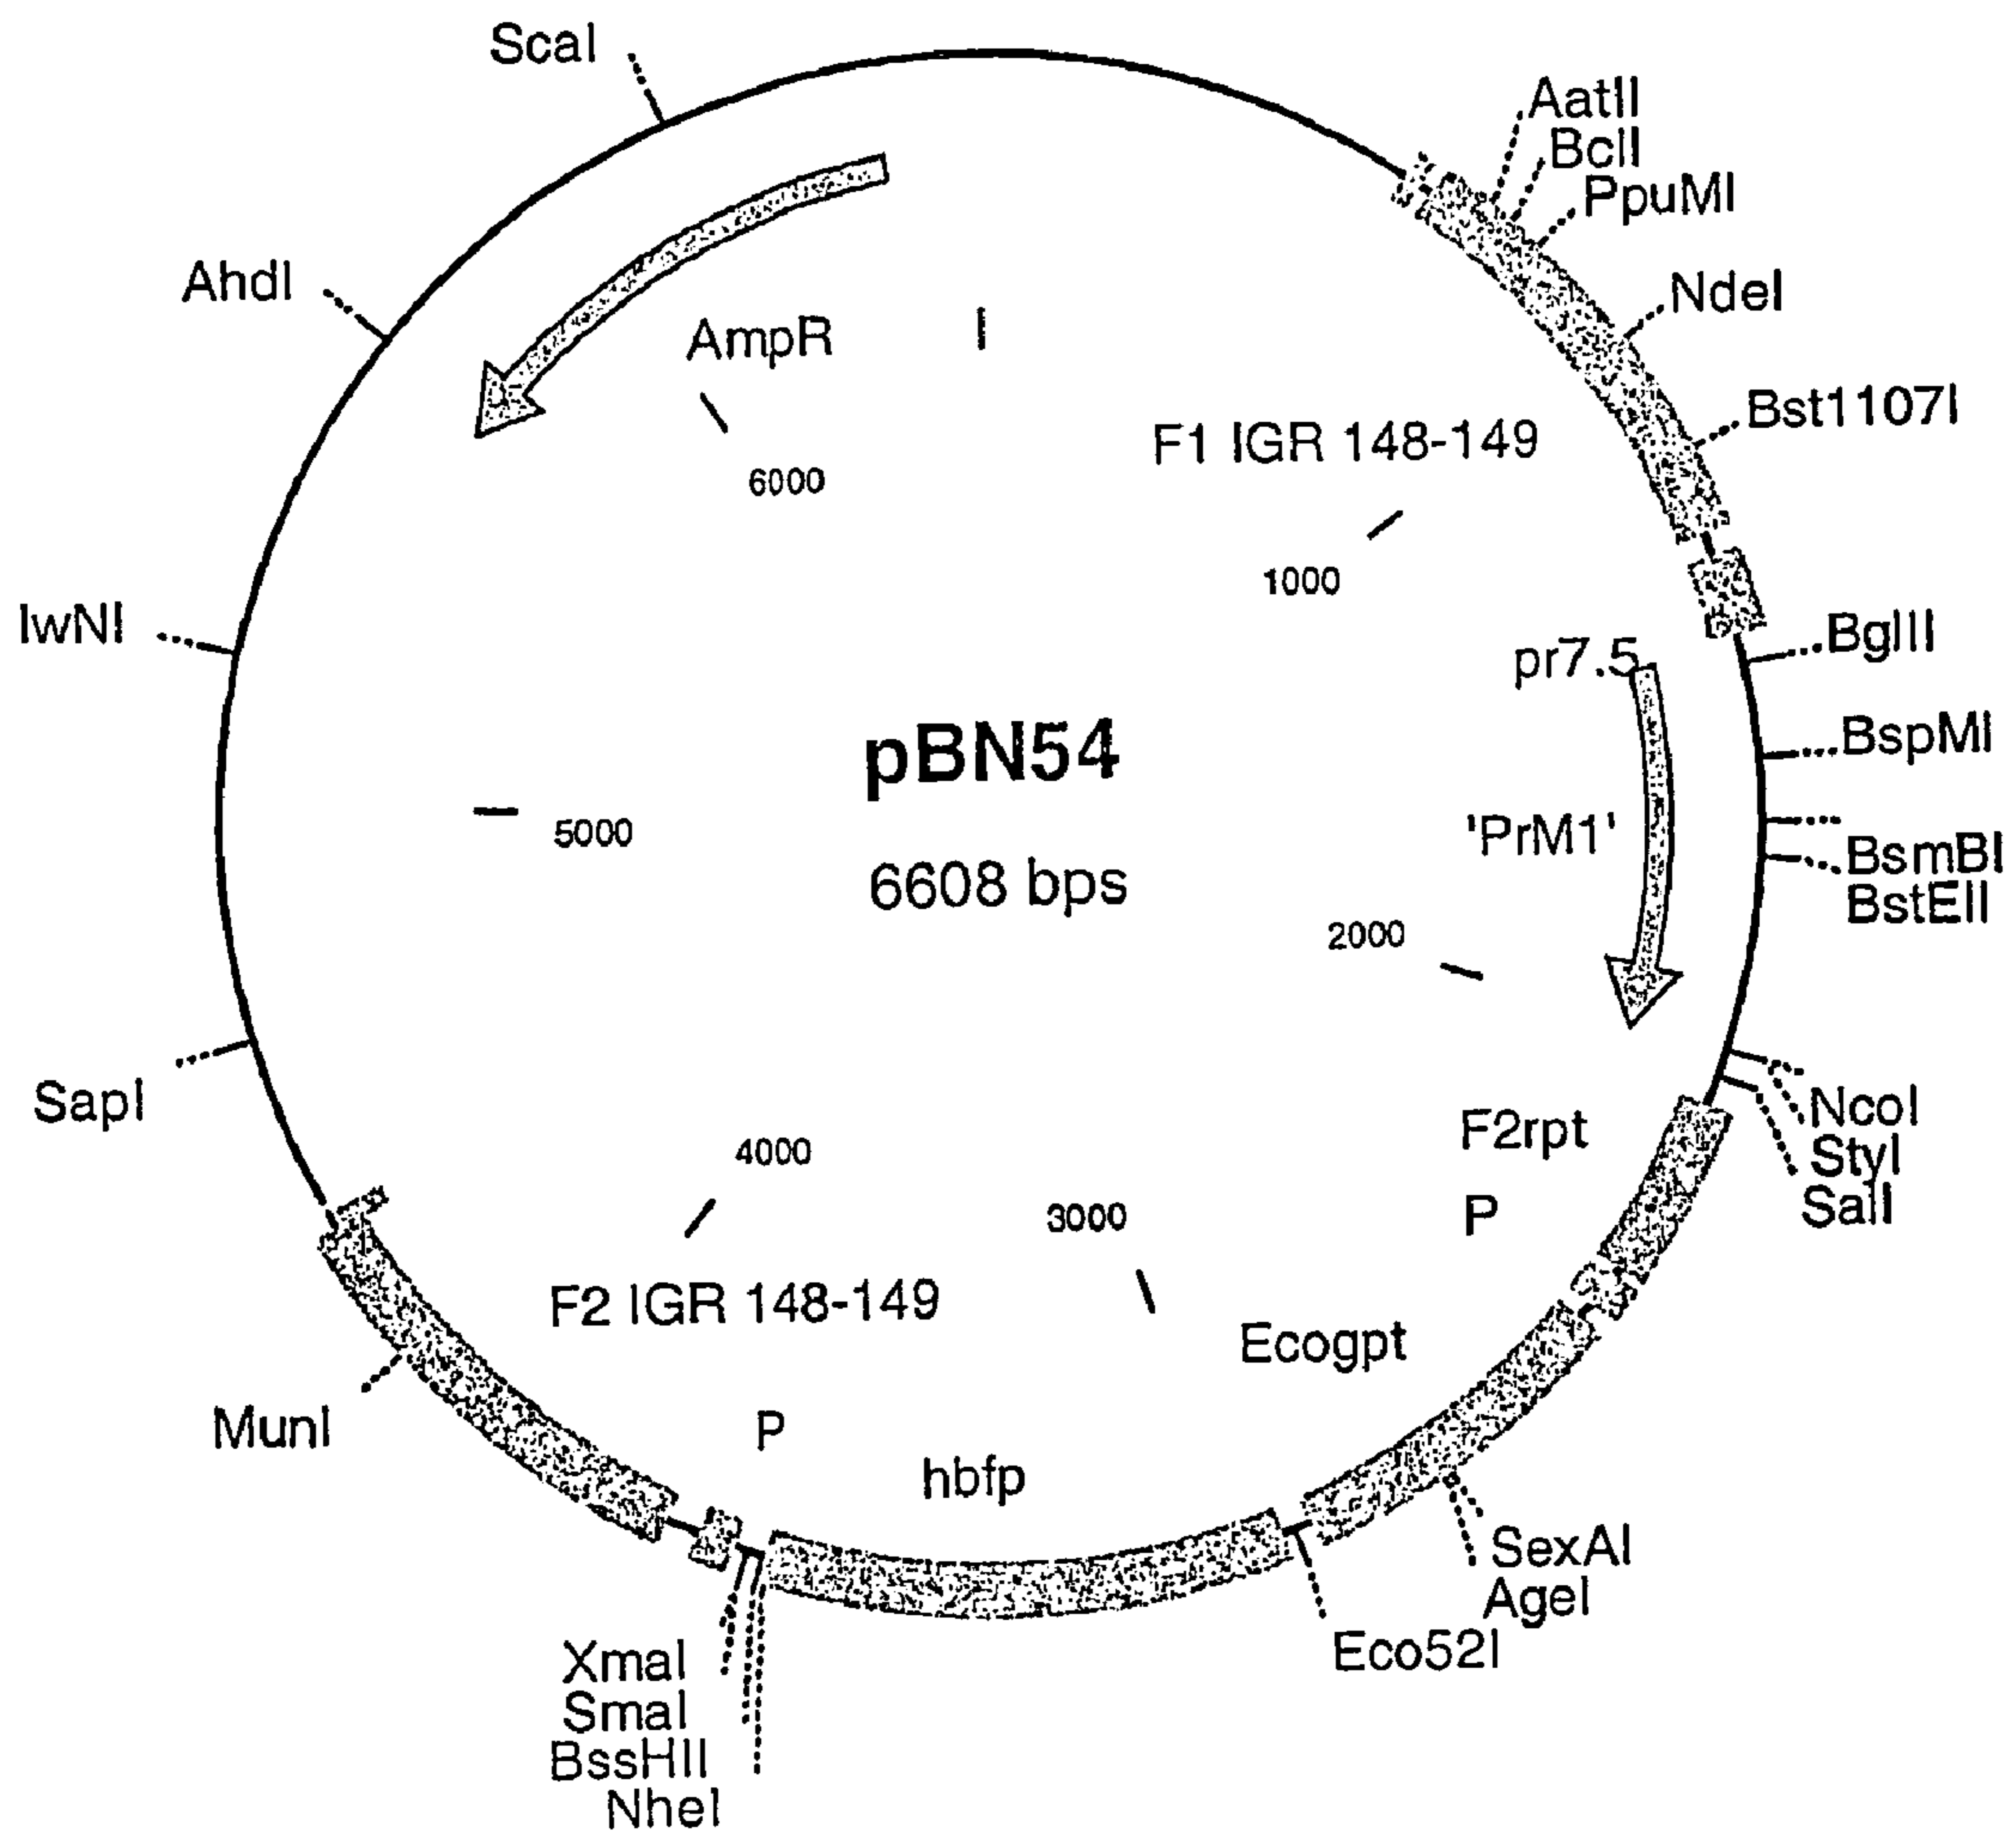 ScaI
AatII
BclI
PpuMI
NdeI
Bst1107I
BglII
BspMI
BsmBI
BstEII
NcoI
StyI
SalI
SexAI
AgeI
Eco52I
XmaI
SmaI
BssHII
NheI
MunI
SapI
lwNI
AhdI
AmpR
I
6000
F1 IGR 148-149
1000
pr7.5
pBN54
6608 bps
5000
'PrM1'
2000
F2rpt
P
4000
3000
F2 IGR 148-149
Ecogpt
P
hbfp